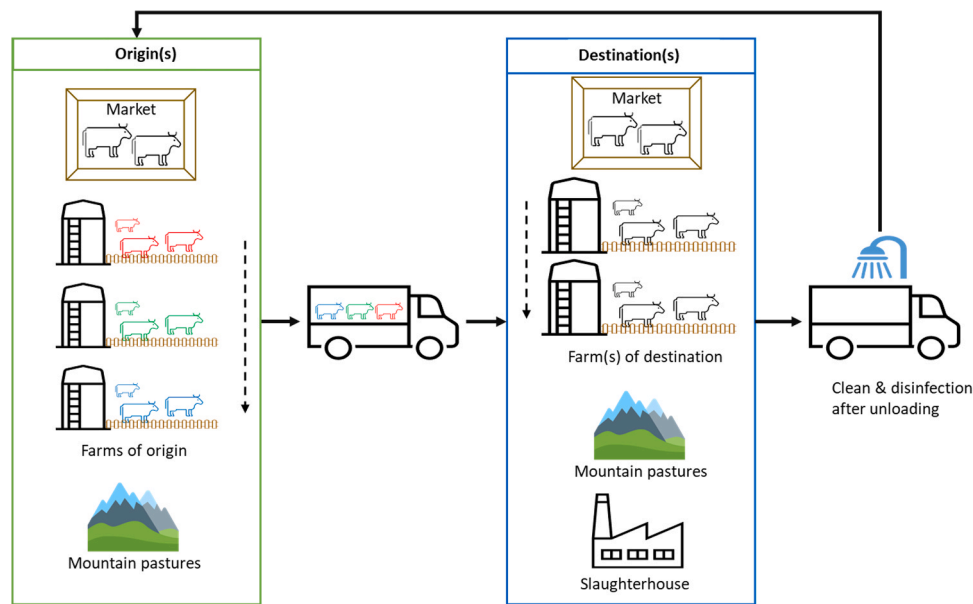 Origin(s)
Market
Farms of origin
Mountain pastures
Destination(s)
Market
Farm(s) of destination
Mountain pastures
Slaughterhouse
Clean & disinfection
after unloading